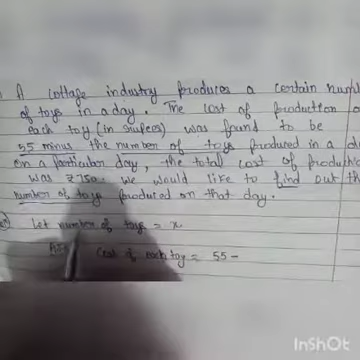 A cottage industry produces a certain
of toys in a day. The cost of production
each toy (in rupees) was found to be
55 minus the number of toys produced in a
on a particular day, the total cost of
was ₹750. we would like to find out
number of toys produced on that day.
Let number of toys = x
Cost of each toy = 55 -
InShOt